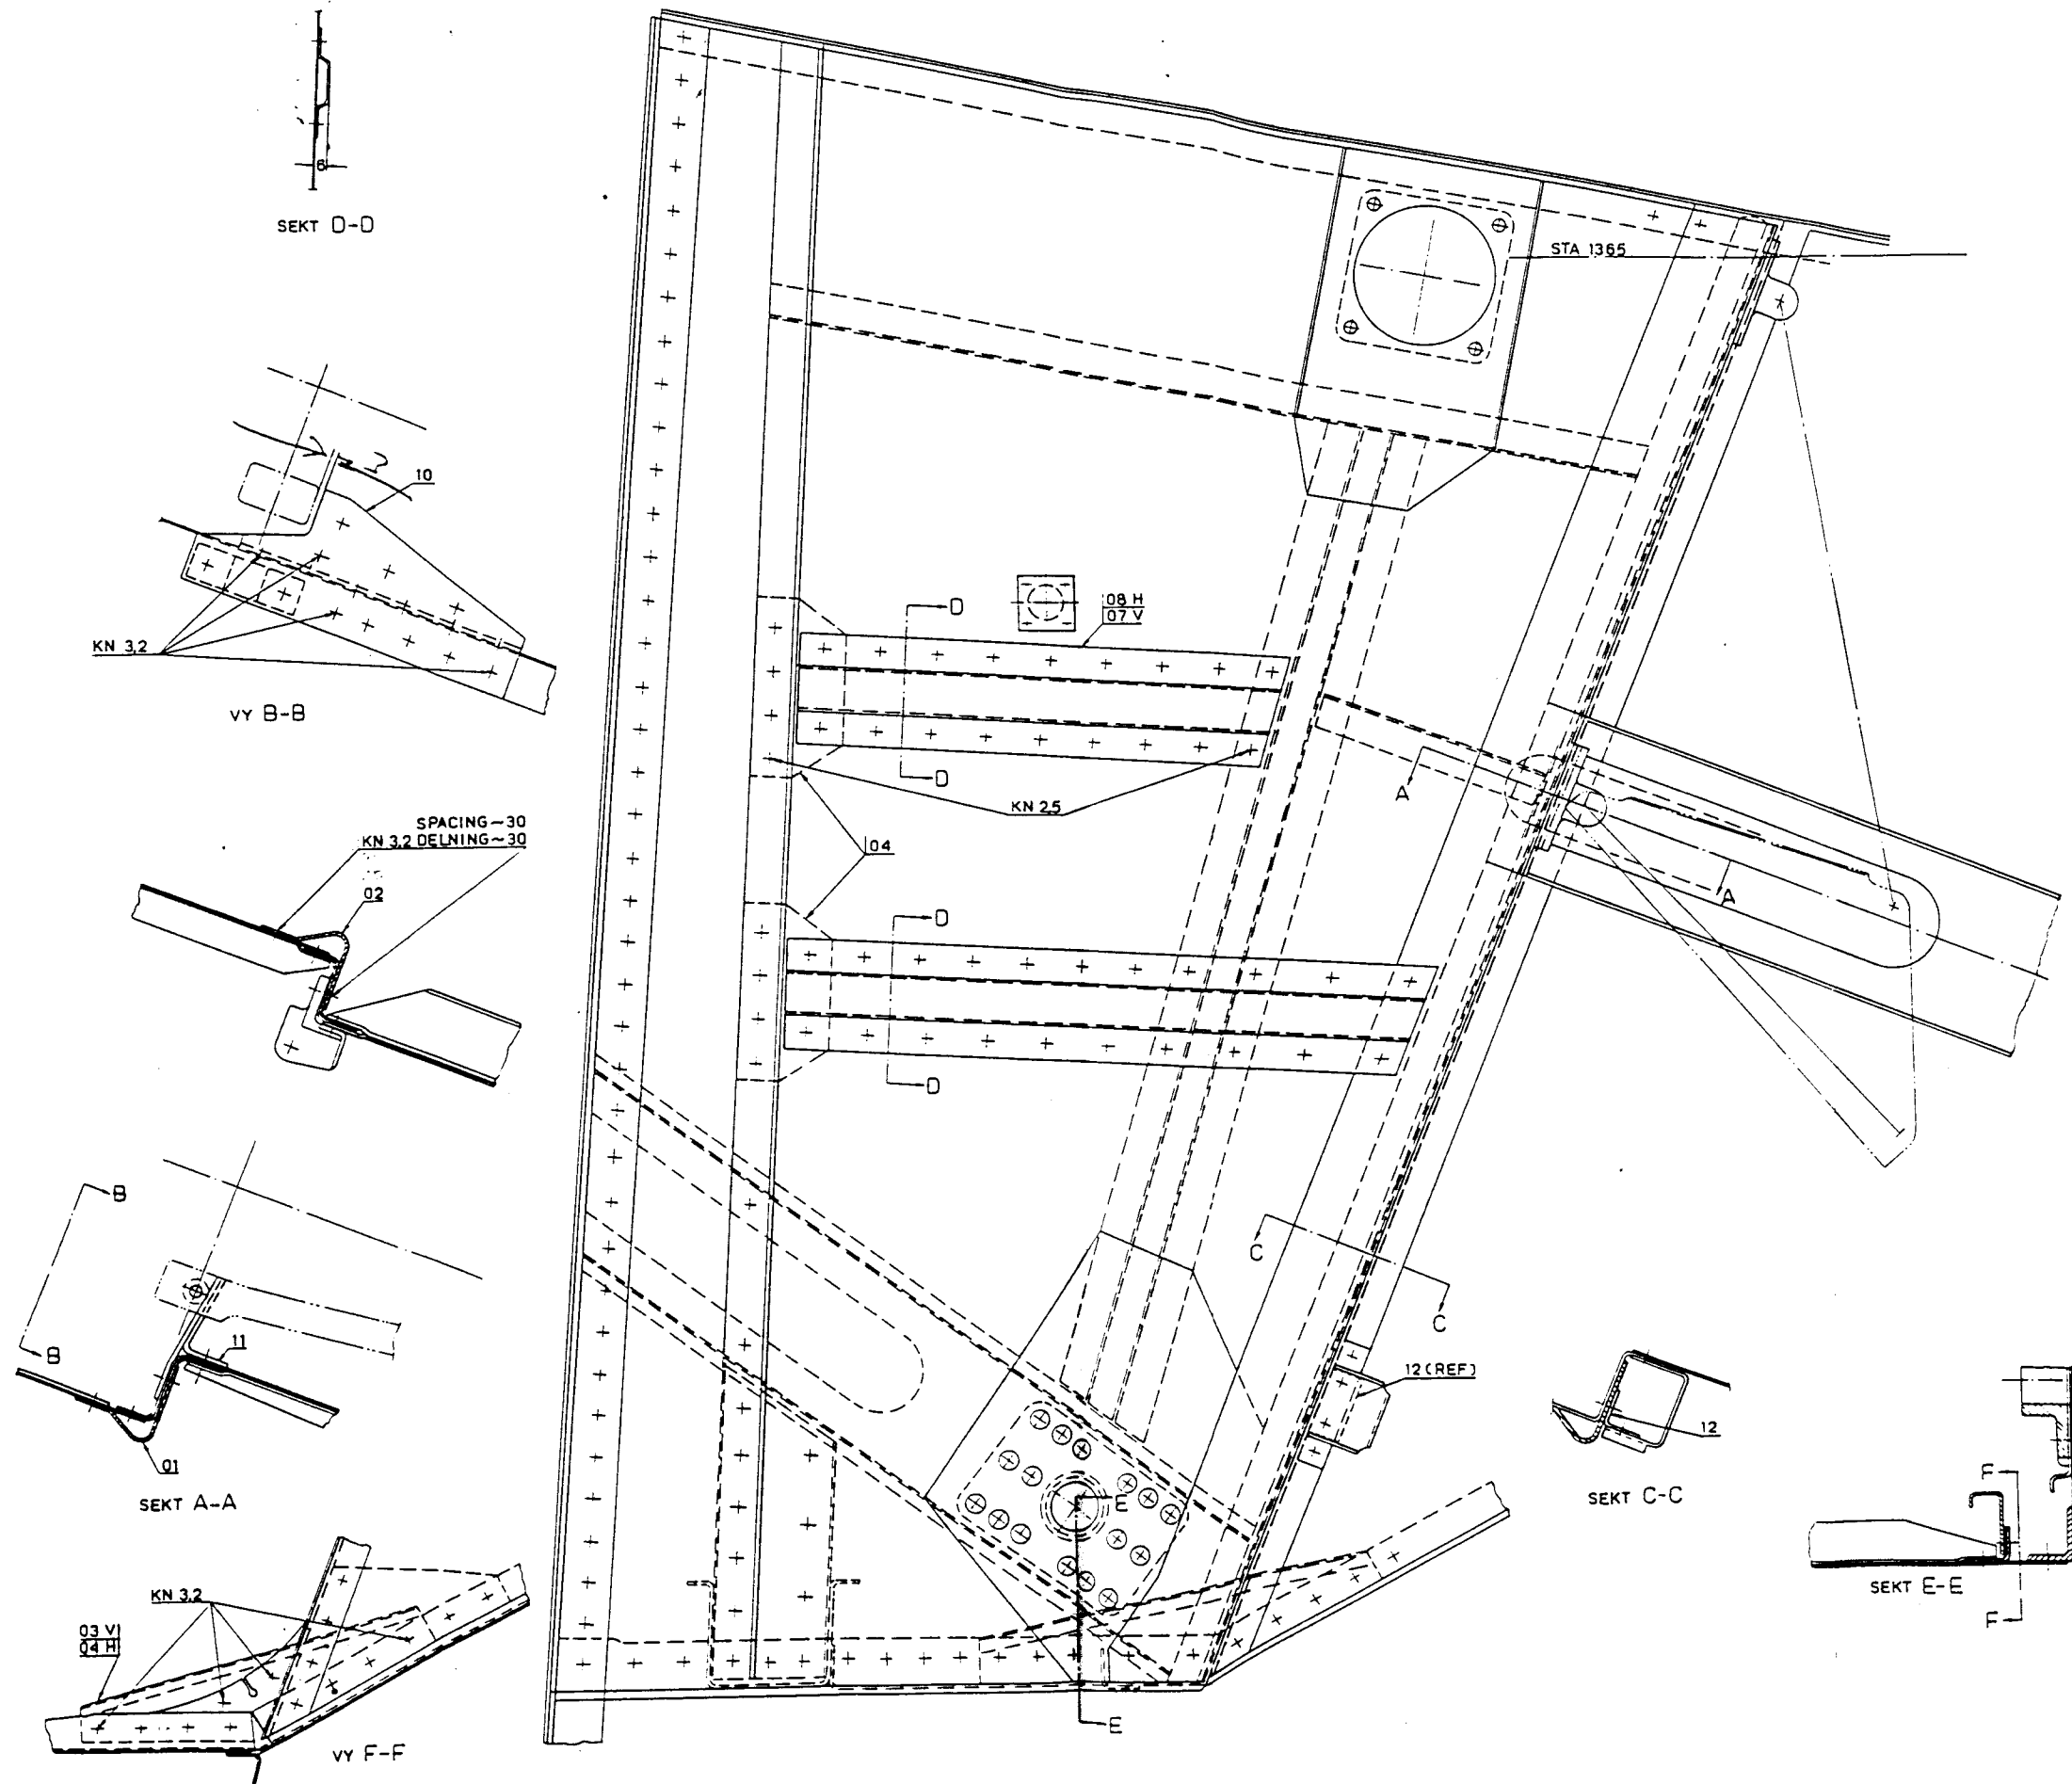 6
SEKT D-D
STA 1365
10
KN 3,2
VY B-B
08 H
07 V
D
D
KN 2,5
04
A
A
SPACING~30
KN 3,2 DELNING~30
02
D
D
B
B
11
01
SEKT A-A
C
C
12(REF)
12
SEKT C-C
E
E
F
F
SEKT E-E
KN 3,2
03 V
04 H
VY F-F